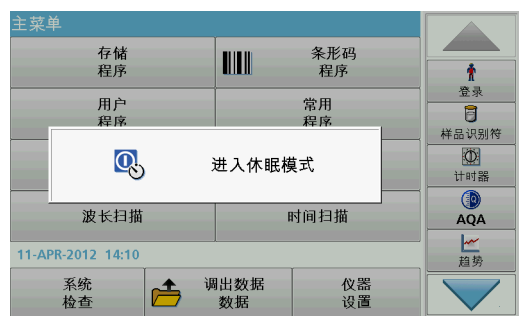 主菜单
存储
程序
条形码
程序
用户
程序
常用
程序
进入休眠模式
波长扫描
时间扫描
11-APR-2012 14:10
系统
检查
调出数据
数据
仪器
设置
登录
样品识别符
计时器
AQA
趋势